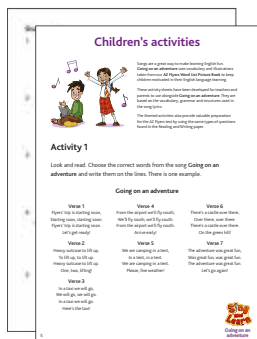 Children's activities
Songs are a great way to make learning English fun.
Going on an adventure uses vocabulary and illustrations
taken from our A2 Flyers Word List Picture Book to keep
children motivated in their English language learning.
These activity sheets have been developed for teachers and
parents to use alongside Going on an adventure. They are
based on the vocabulary, grammar and structures used in
the song lyrics.
The themed activities also provide valuable preparation
for the A2 Flyers test by using the same types of questions
found in the Reading and Writing paper.
Activity 1
Look and read. Choose the correct words from the song Going on an
adventure and write them on the lines. There is one example.
Going on an adventure
Verse 1
Flyers' trip is starting soon,
Starting soon, starting soon.
Flyers' trip is starting soon.
Let's get ready!
Verse 2
Heavy suitcase to lift up,
To lift up, to lift up.
Heavy suitcase to lift up.
One, two, lifting!
Verse 3
In a taxi we will go,
We will go, we will go.
In a taxi we will go.
Here's the taxi!
Verse 4
From the airport we'll fly south,
We'll fly south, we'll fly south.
From the airport we'll fly south.
Arrive early!
Verse 5
We are camping in a tent,
In a tent, in a tent.
We are camping in a tent.
Please, fine weather!
Verse 6
There's a castle over there,
Over there, over there.
There's a castle over there.
On the green hill!
Verse 7
The adventure was great fun,
Was great fun, was great fun.
The adventure was great fun.
Let's go again!
Sing
and
Learn
Going on an
adventure